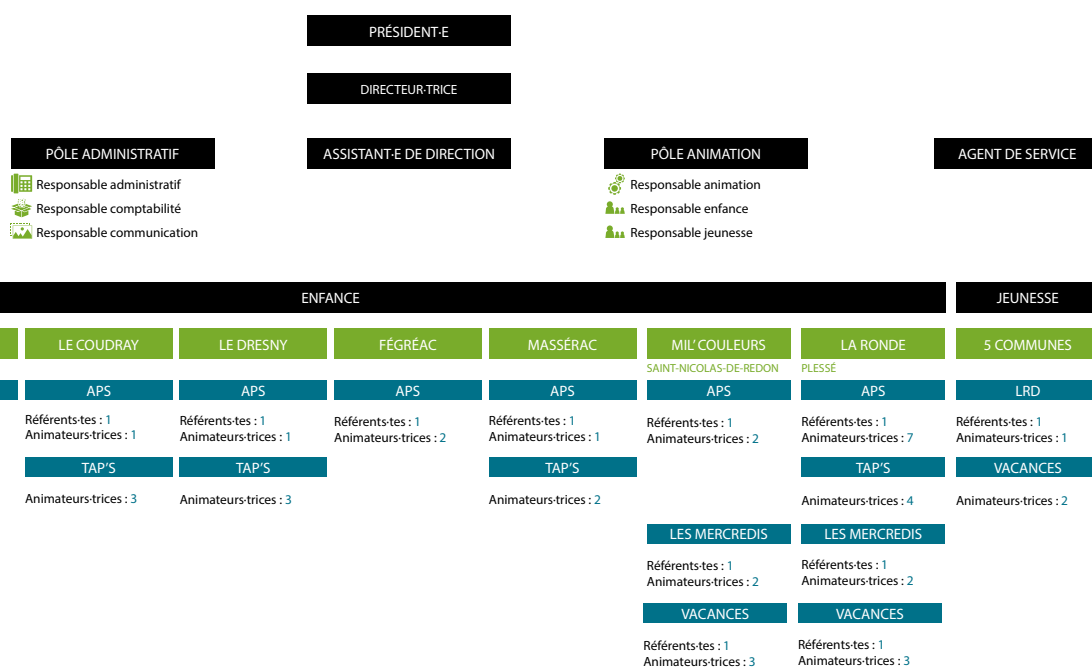 PRÉSIDENT·E
DIRECTEUR·TRICE
PÔLE ADMINISTRATIF
Responsable administratif
Responsable comptabilité
Responsable communication
ASSISTANT·E DE DIRECTION
PÔLE ANIMATION
Responsable animation
Responsable enfance
Responsable jeunesse
AGENT DE SERVICE
ENFANCE
LE COUDRAY
APS
Référents·tes : 1
Animateurs·trices : 1
TAP'S
Animateurs·trices : 3
LE DRESNY
APS
Référents·tes : 1
Animateurs·trices : 1
TAP'S
Animateurs·trices : 3
FÉGRÉAC
APS
Référents·tes : 1
Animateurs·trices : 2
MASSÉRAC
APS
Référents·tes : 1
Animateurs·trices : 1
TAP'S
Animateurs·trices : 2
MIL' COULEURS
SAINT-NICOLAS-DE-REDON
APS
Référents·tes : 1
Animateurs·trices : 2
LES MERCREDIS
Référents·tes : 1
Animateurs·trices : 2
VACANCES
Référents·tes : 1
Animateurs·trices : 3
LA RONDE
PLESSÉ
APS
Référents·tes : 1
Animateurs·trices : 7
TAP'S
Animateurs·trices : 4
LES MERCREDIS
Référents·tes : 1
Animateurs·trices : 2
VACANCES
Référents·tes : 1
Animateurs·trices : 3
JEUNESSE
5 COMMUNES
LRD
Référents·tes : 1
Animateurs·trices : 1
VACANCES
Animateurs·trices : 2